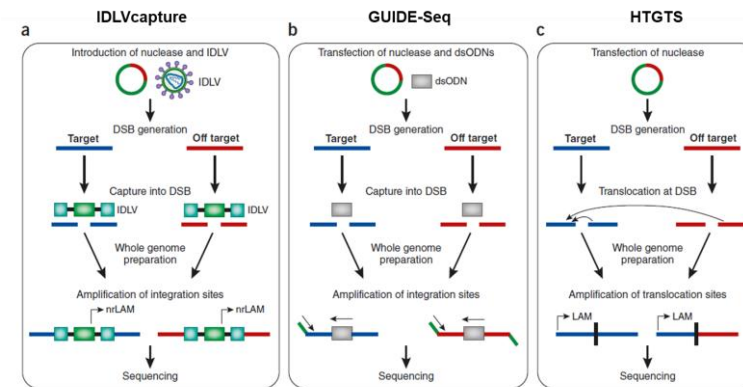 IDLVcapture
a
Introduction of nuclease and IDLV
IDLV
DSB generation
Target
Off target
Capture into DSB
IDLV
IDLV
Whole genome
preparation
Amplification of integration sites
nrLAM
nrLAM
Sequencing
GUIDE-Seq
b
Transfection of nuclease and dsODNs
dsODN
DSB generation
Target
Off target
Capture into DSB
Whole genome
preparation
Amplification of integration sites
Sequencing
HTGTS
c
Transfection of nuclease
DSB generation
Target
Off target
Translocation at DSB
Whole genome
preparation
Amplification of translocation sites
LAM
LAM
Sequencing